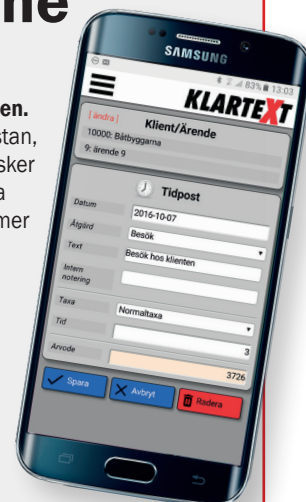 ne
en.
stan,
sker
a
mer
SAMSUNG
83% 13:03
KLARTEXT
[ändra] Klient/Ärende
10000: Båtbyggarna
9: ärende 9
Tidpost
Datum 2016-10-07
Åtgärd Besök
Text Besök hos klienten
Intern
notering
Taxa Normaltaxa
Tid 3
Arvode 3726
Spara Avbryt Radera